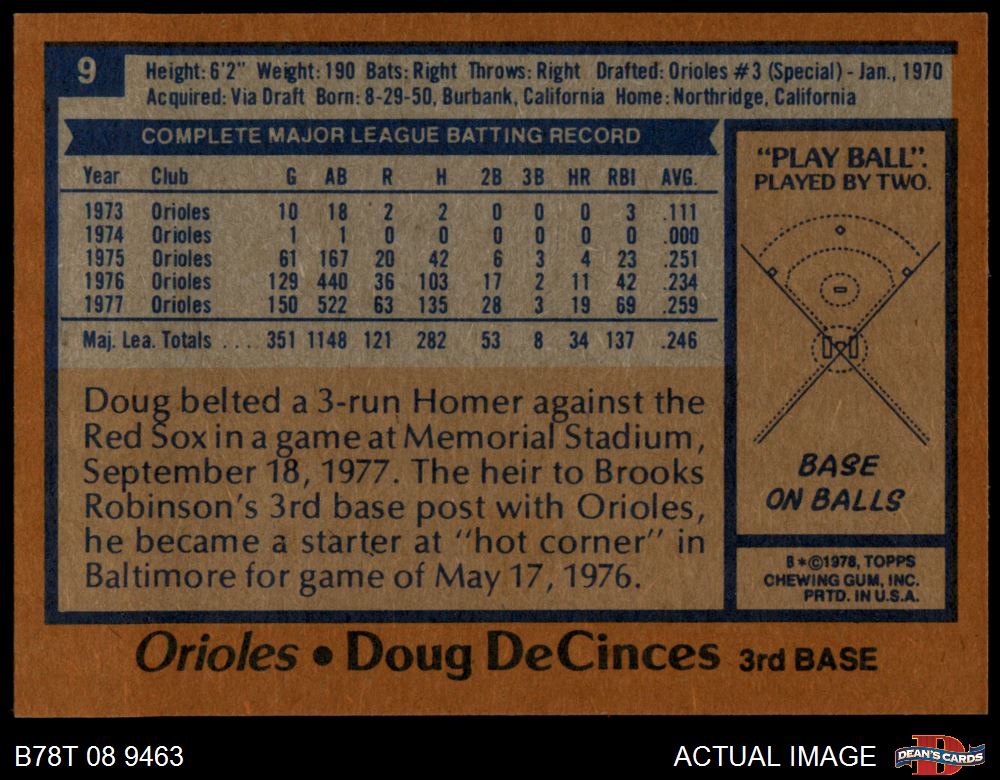 9
Height: 6'2" Weight: 190 Bats: Right Throws: Right Drafted: Orioles #3 (Special) - Jan., 1970
Acquired: Via Draft Born: 8-29-50, Burbank, California Home: Northridge, California
COMPLETE MAJOR LEAGUE BATTING RECORD
Year Club G AB R H 2B 3B HR RBI AVG.
1973 Orioles 10 18 2 2 0 0 0 3 .111
1974 Orioles 1 1 0 0 0 0 0 0 .000
1975 Orioles 61 167 20 42 6 3 4 23 .251
1976 Orioles 129 440 36 103 17 2 11 42 .234
1977 Orioles 150 522 63 135 28 3 19 69 .259
Maj. Lea. Totals .... 351 1148 121 282 53 8 34 137 .246
Doug belted a 3-run Homer against the
Red Sox in a game at Memorial Stadium,
September 18, 1977. The heir to Brooks
Robinson's 3rd base post with Orioles,
he became a starter at "hot corner" in
Baltimore for game of May 17, 1976.
"PLAY BALL".
PLAYED BY TWO.
BASE
ON BALLS
B*©1978, TOPPS
CHEWING GUM, INC.
PRTD. IN U.S.A.
Orioles • Doug DeCinces 3rd BASE
B78T 08 9463
ACTUAL IMAGE
D
DEAN'S CARDS